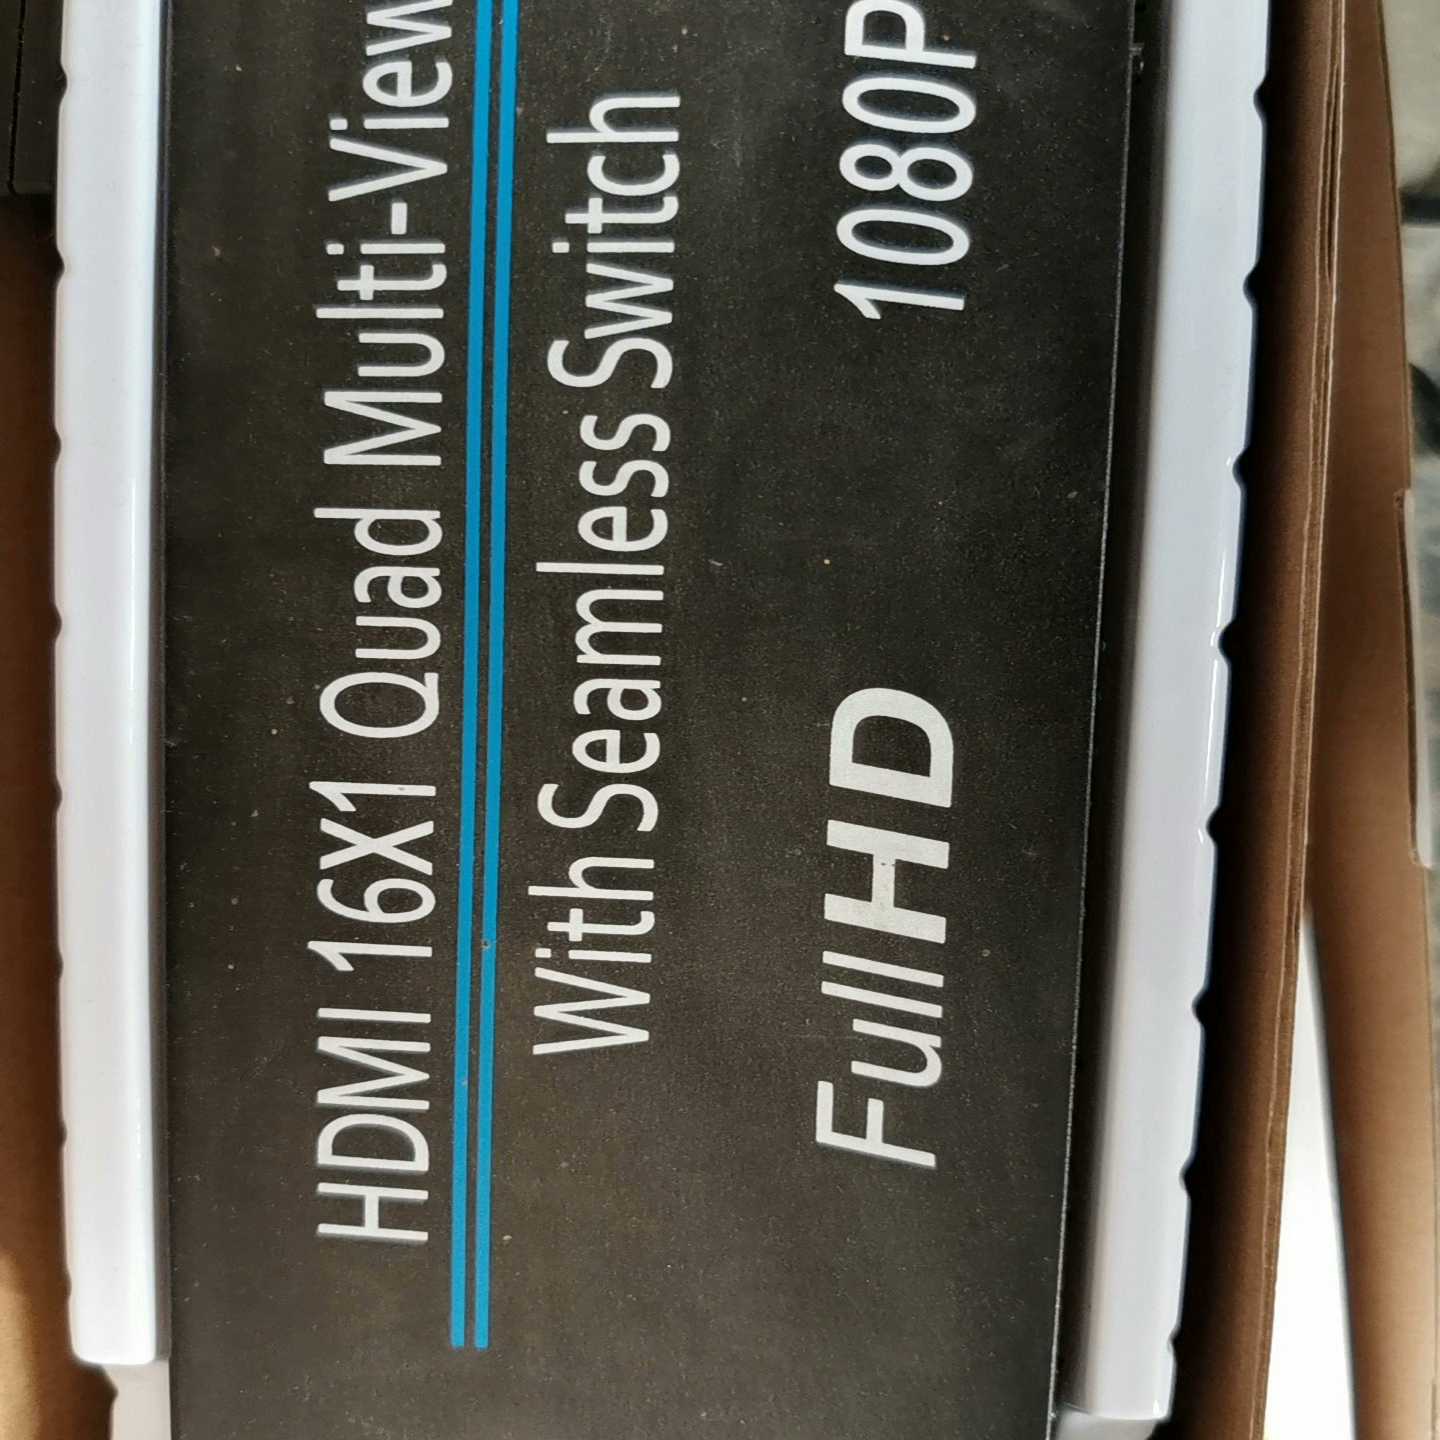 HDMI 16X1 Quad Multi-View
With Seamless Switch
Full HD 1080P